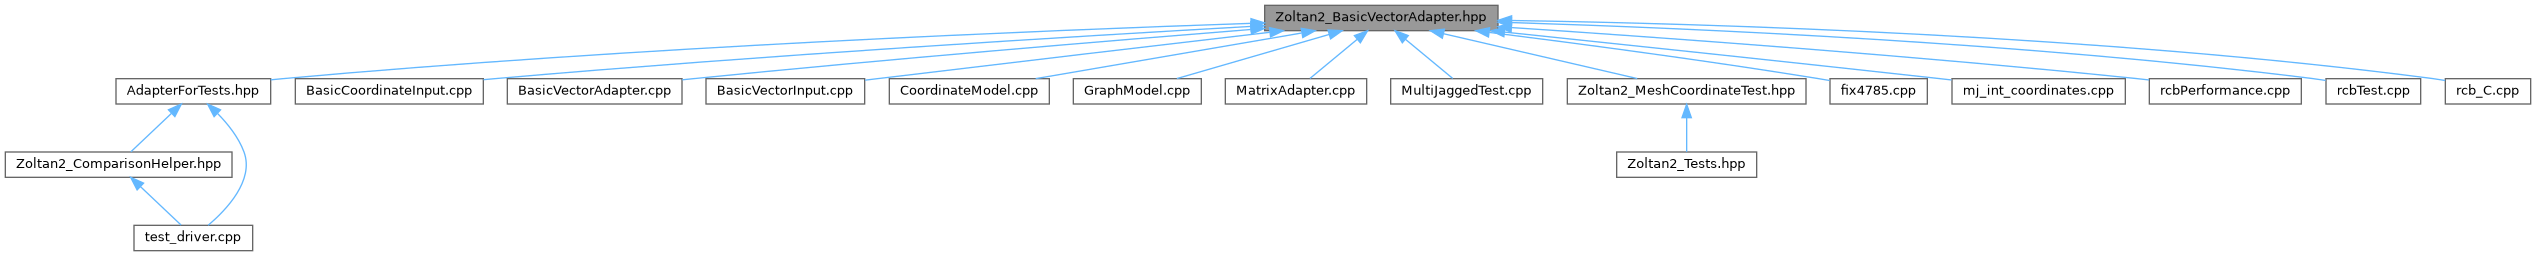 Zoltan2_BasicVectorAdapter.hpp
AdapterForTests.hpp
BasicCoordinateInput.cpp
BasicVectorAdapter.cpp
BasicVectorInput.cpp
CoordinateModel.cpp
GraphModel.cpp
MatrixAdapter.cpp
MultiJaggedTest.cpp
Zoltan2_MeshCoordinateTest.hpp
fix4785.cpp
mj_int_coordinates.cpp
rcbPerformance.cpp
rcbTest.cpp
rcb_C.cpp
Zoltan2_ComparisonHelper.hpp
Zoltan2_Tests.hpp
test_driver.cpp